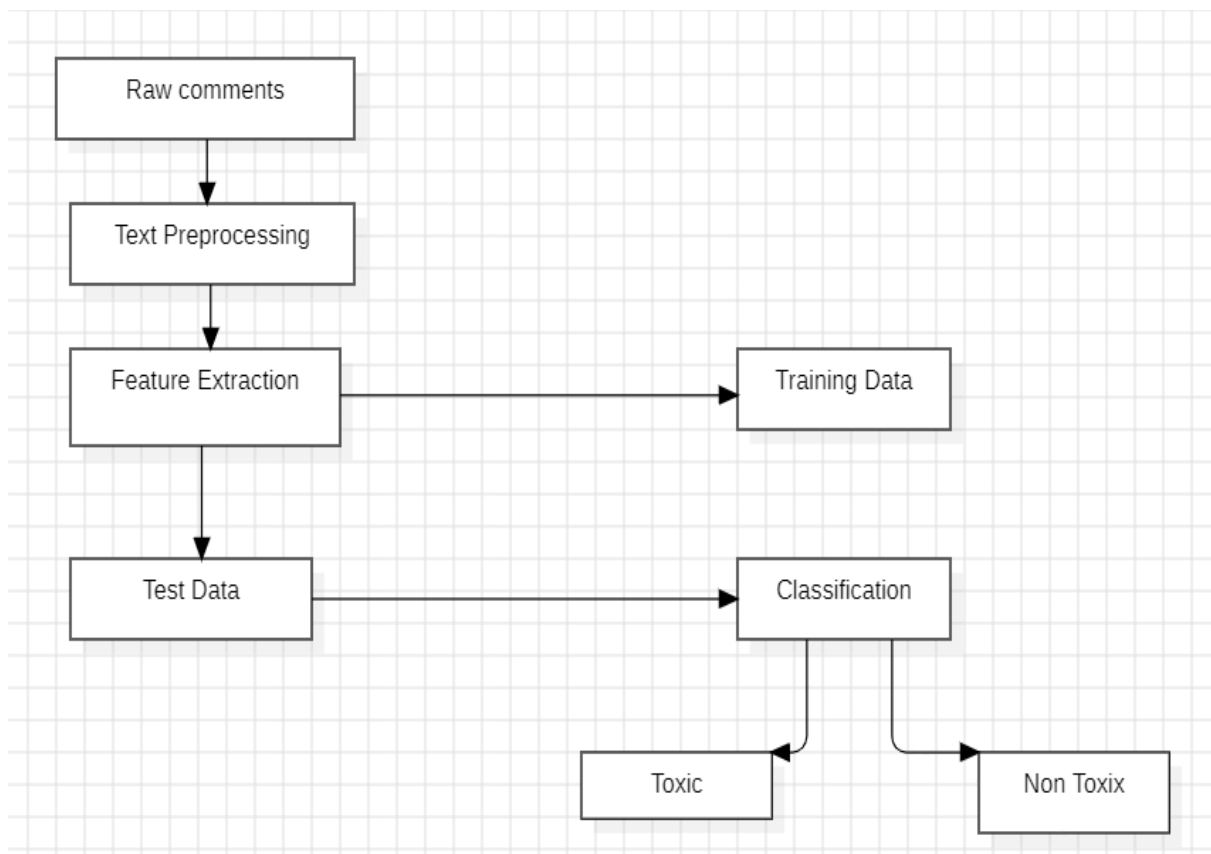 Raw comments
Text Preprocessing
Feature Extraction
Training Data
Test Data
Classification
Toxic
Non Toxix